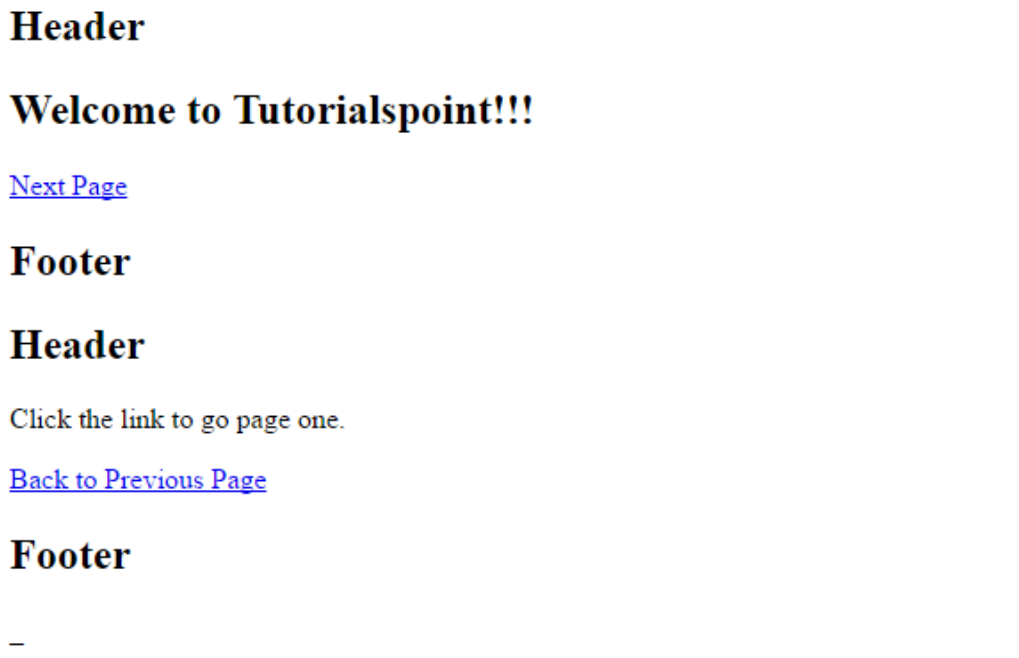 Header
Welcome to Tutorialspoint!!!
Next Page
Footer
Header
Click the link to go page one.
Back to Previous Page
Footer
_